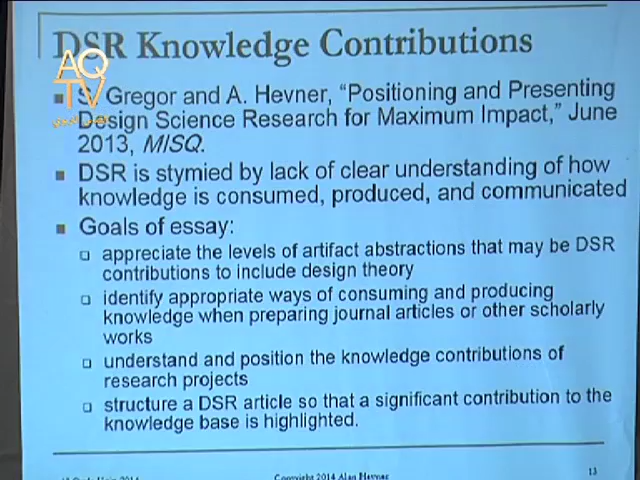 DSR Knowledge Contributions
AQ
TV
Gregor and A. Hevner, “Positioning and Presenting
Design Science Research for Maximum Impact,” June
2013, MISQ.
DSR is stymied by lack of clear understanding of how
knowledge is consumed, produced, and communicated
Goals of essay:
appreciate the levels of artifact abstractions that may be DSR
contributions to include design theory
identify appropriate ways of consuming and producing
knowledge when preparing journal articles or other scholarly
works
understand and position the knowledge contributions of
research projects
structure a DSR article so that a significant contribution to the
knowledge base is highlighted.
Copyright 2014 Alan Hevner
13